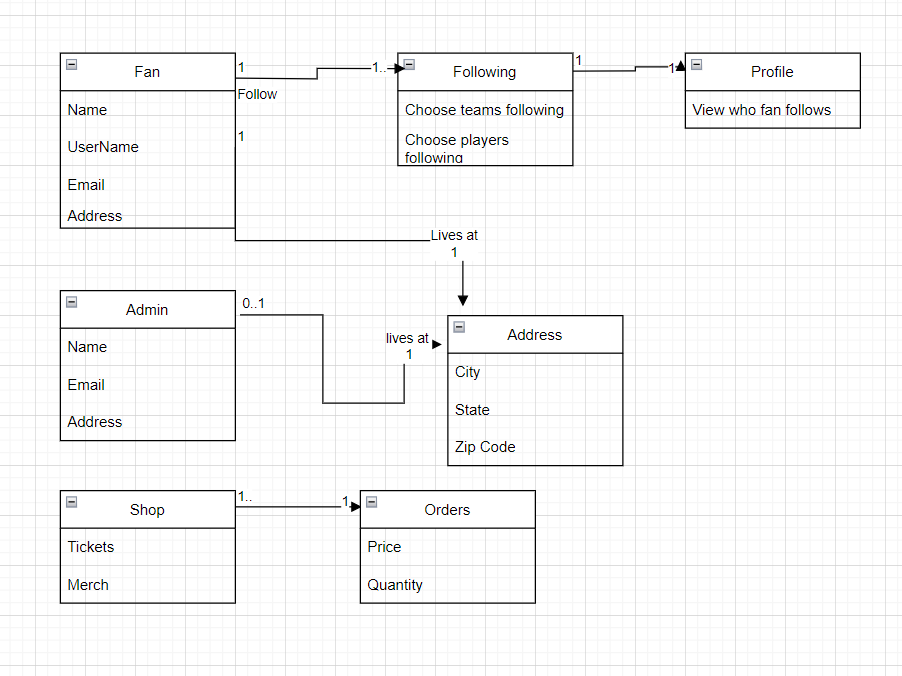 Fan
Name
UserName
Email
Address
1
Follow
1
1..
Following
Choose teams following
Choose players
following
1
1
Profile
View who fan follows
Lives at
1
Admin
Name
Email
Address
0..1
lives at
1
Address
City
State
Zip Code
Shop
Tickets
Merch
1..
1
Orders
Price
Quantity